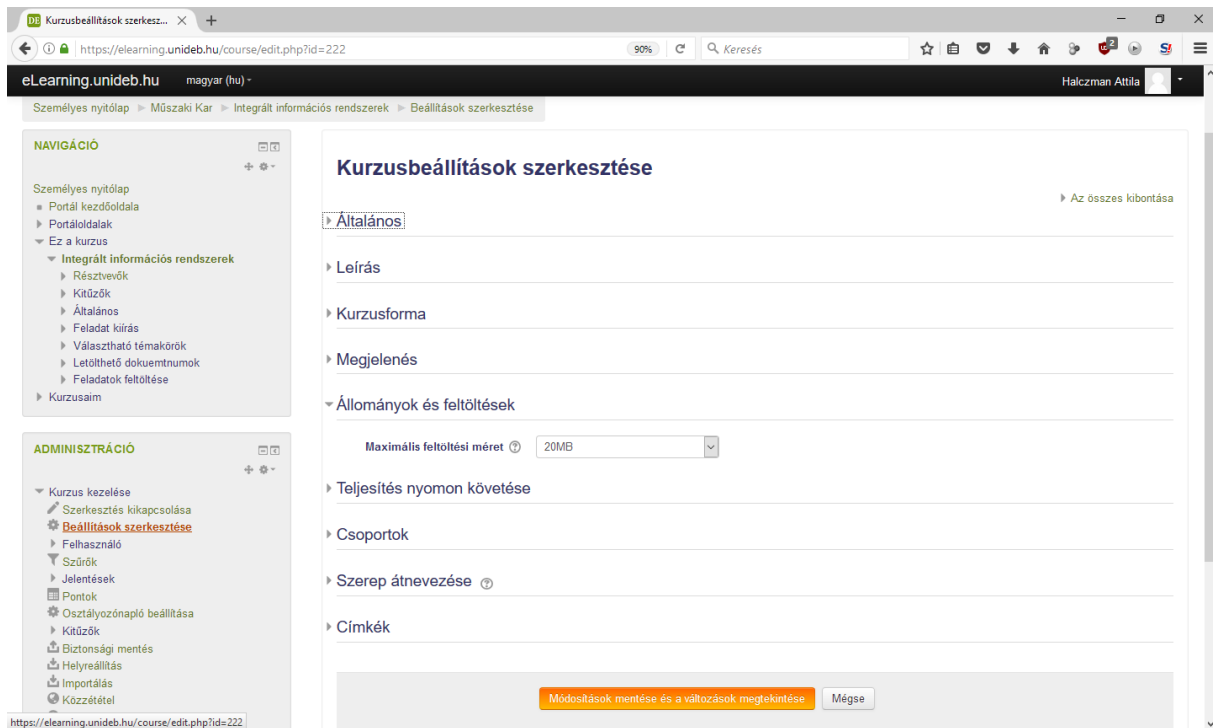 DE Kurzusbeállítások szerkesz...
https://elearning.unideb.hu/course/edit.php?id=222 90% Keresés 2 S!
eLearning.unideb.hu magyar (hu) Halczman Attila
Személyes nyitólap Műszaki Kar Integrált információs rendszerek Beállítások szerkesztése
NAVIGÁCIÓ
Személyes nyitólap
Portál kezdőoldala
Portáloldalak
Ez a kurzus
Integrált információs rendszerek
Résztvevők
Kitűzők
Általános
Feladat kiírás
Választható témakörök
Letölthető dokuemtnumok
Feladatok feltöltése
Kurzusaim
ADMINISZTRÁCIÓ
Kurzus kezelése
Szerkesztés kikapcsolása
Beállítások szerkesztése
Felhasználó
Szűrők
Jelentések
Pontok
Osztályozónapló beállítása
Kitűzők
Biztonsági mentés
Helyreállítás
Importálás
Közzététel
https://elearning.unideb.hu/course/edit.php?id=222
Kurzusbeállítások szerkesztése
Az összes kibontása
Általános
Leírás
Kurzusforma
Megjelenés
Állományok és feltöltések
Maximális feltöltési méret 20MB
Teljesítés nyomon követése
Csoportok
Szerep átnevezése
Címkék
Módosítások mentése és a változások megtekintése Mégse